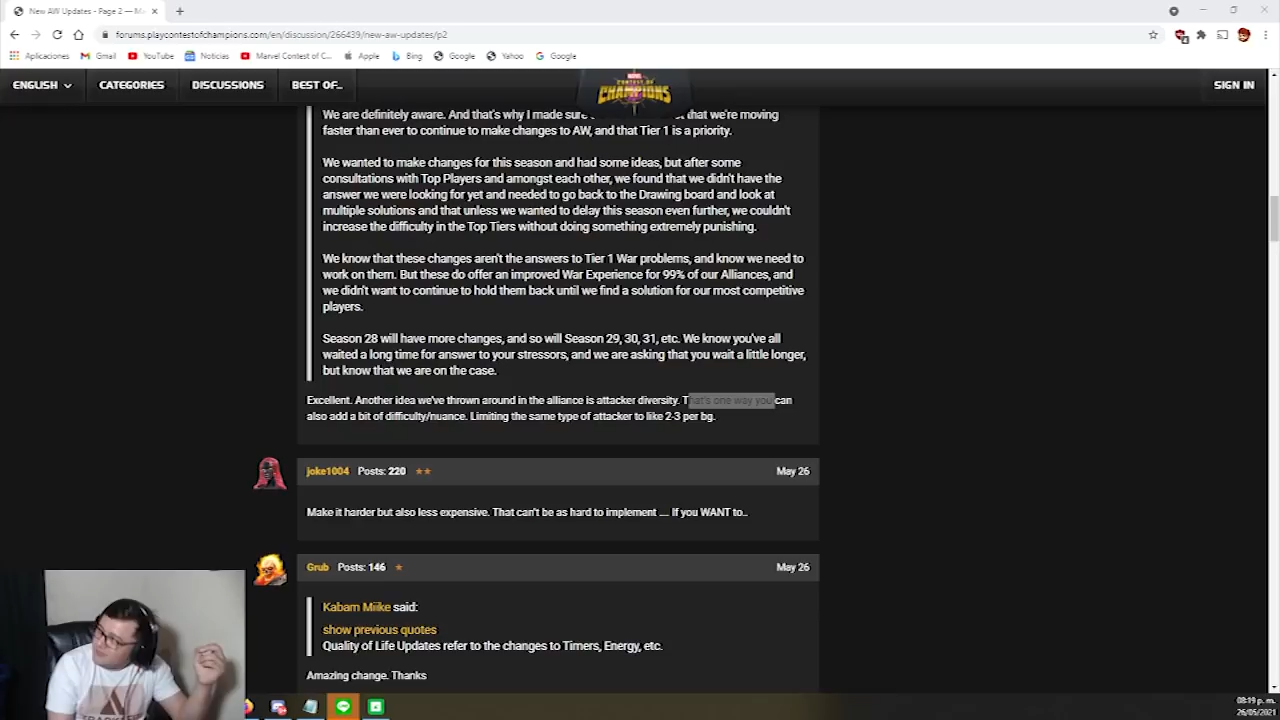 New AW Updates - Page 2 — M
forums.playcontestofchampions.com/en/discussion/266439/new-aw-updates/p2
Aplicaciones Gmail YouTube Noticias Marvel Contest of C... Apple Bing Google Yahoo Google
ENGLISH CATEGORIES DISCUSSIONS BEST OF... MARVEL CONTEST OF CHAMPIONS SIGN IN
We are definitely aware. And that's why I made sure that we're moving
faster than ever to continue to make changes to AW, and that Tier 1 is a priority.
We wanted to make changes for this season and had some ideas, but after some
consultations with Top Players and amongst each other, we found that we didn't have the
answer we were looking for yet and needed to go back to the Drawing board and look at
multiple solutions and that unless we wanted to delay this season even further, we couldn't
increase the difficulty in the Top Tiers without doing something extremely punishing.
We know that these changes aren't the answers to Tier 1 War problems, and know we need to
work on them. But these do offer an improved War Experience for 99% of our Alliances, and
we didn't want to continue to hold them back until we find a solution for our most competitive
players.
Season 28 will have more changes, and so will Season 29, 30, 31, etc. We know you've all
waited a long time for answer to your stressors, and we are asking that you wait a little longer,
but know that we are on the case.
Excellent. Another idea we've thrown around in the alliance is attacker diversity. That's one way you can
also add a bit of difficulty/nuance. Limiting the same type of attacker to like 2-3 per bg.
joke1004 Posts: 220 May 26
Make it harder but also less expensive. That can't be as hard to implement .... If you WANT to..
Grub Posts: 146 May 26
Kabam Miike said:
show previous quotes
Quality of Life Updates refer to the changes to Timers, Energy, etc.
Amazing change. Thanks
08:19 p. m.
26/05/2021